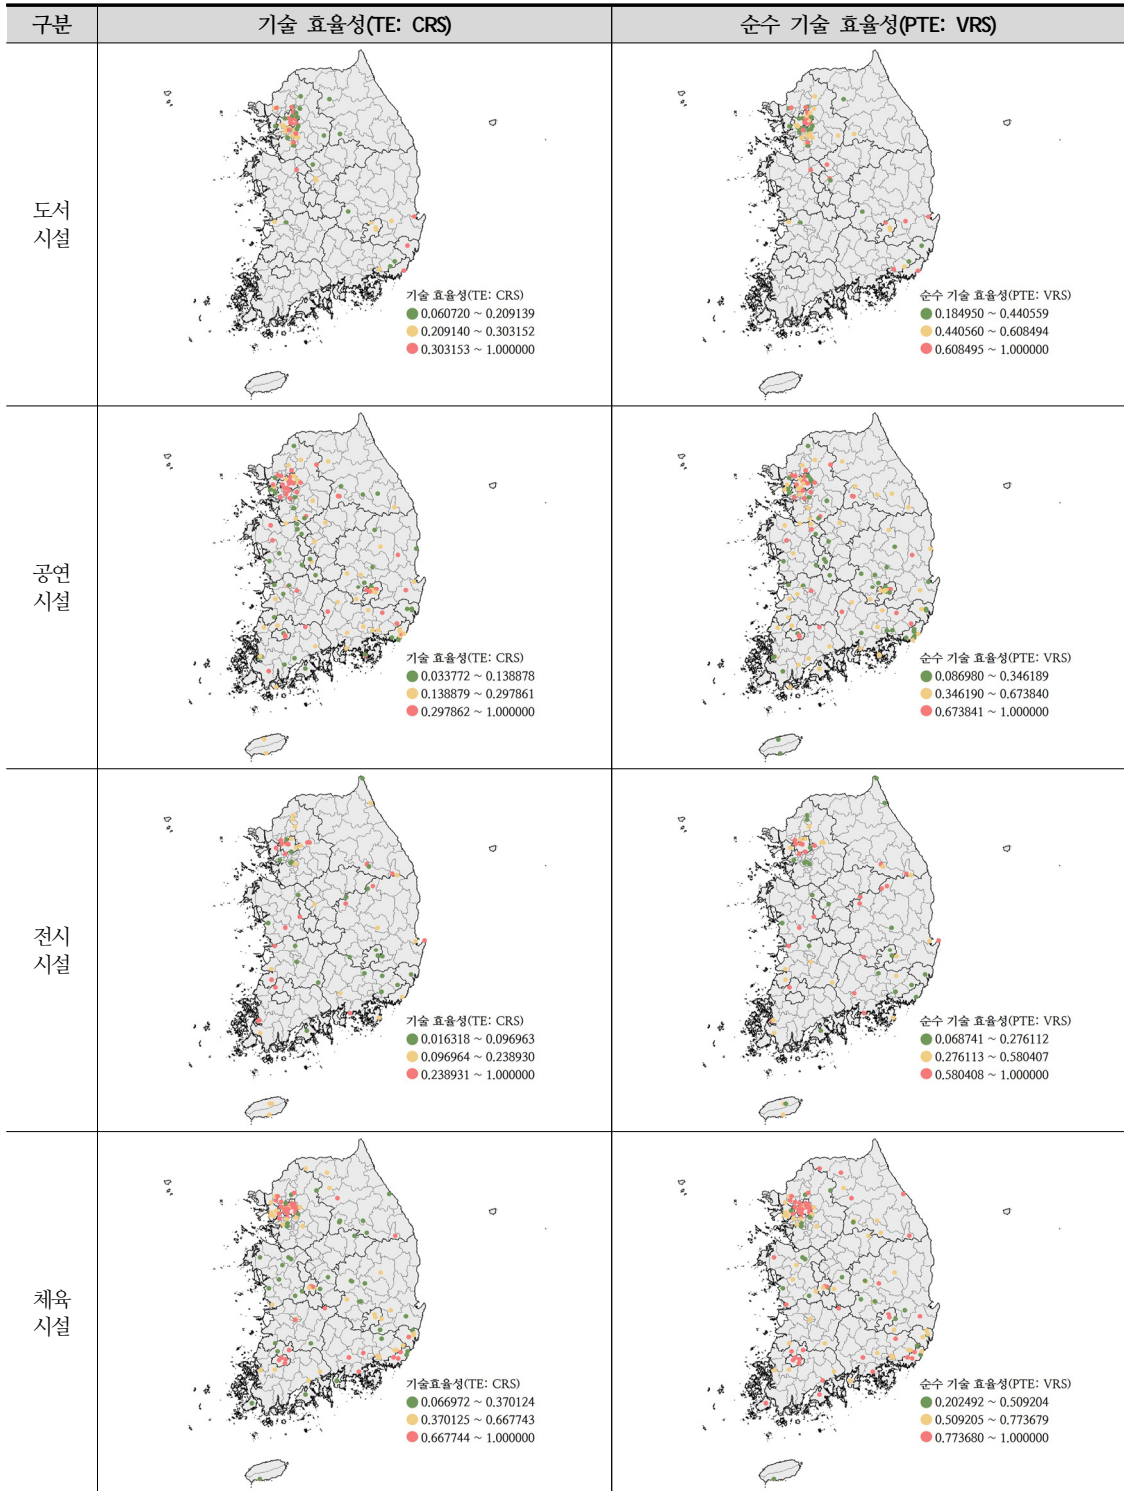 구분
기술 효율성(TE: CRS)
순수 기술 효율성(PTE: VRS)
도서
시설
기술 효율성(TE: CRS)
0.060720 ~ 0.209139
0.209140 ~ 0.303152
0.303153 ~ 1.000000
순수 기술 효율성(PTE: VRS)
0.184950 ~ 0.440559
0.440560 ~ 0.608494
0.608495 ~ 1.000000
공연
시설
기술 효율성(TE: CRS)
0.033772 ~ 0.138878
0.138879 ~ 0.297861
0.297862 ~ 1.000000
순수 기술 효율성(PTE: VRS)
0.086980 ~ 0.346189
0.346190 ~ 0.673840
0.673841 ~ 1.000000
전시
시설
기술 효율성(TE: CRS)
0.016318 ~ 0.096963
0.096964 ~ 0.238930
0.238931 ~ 1.000000
순수 기술 효율성(PTE: VRS)
0.068741 ~ 0.276112
0.276113 ~ 0.580407
0.580408 ~ 1.000000
체육
시설
기술효율성(TE: CRS)
0.066972 ~ 0.370124
0.370125 ~ 0.667743
0.667744 ~ 1.000000
순수 기술 효율성(PTE: VRS)
0.202492 ~ 0.509204
0.509205 ~ 0.773679
0.773680 ~ 1.000000